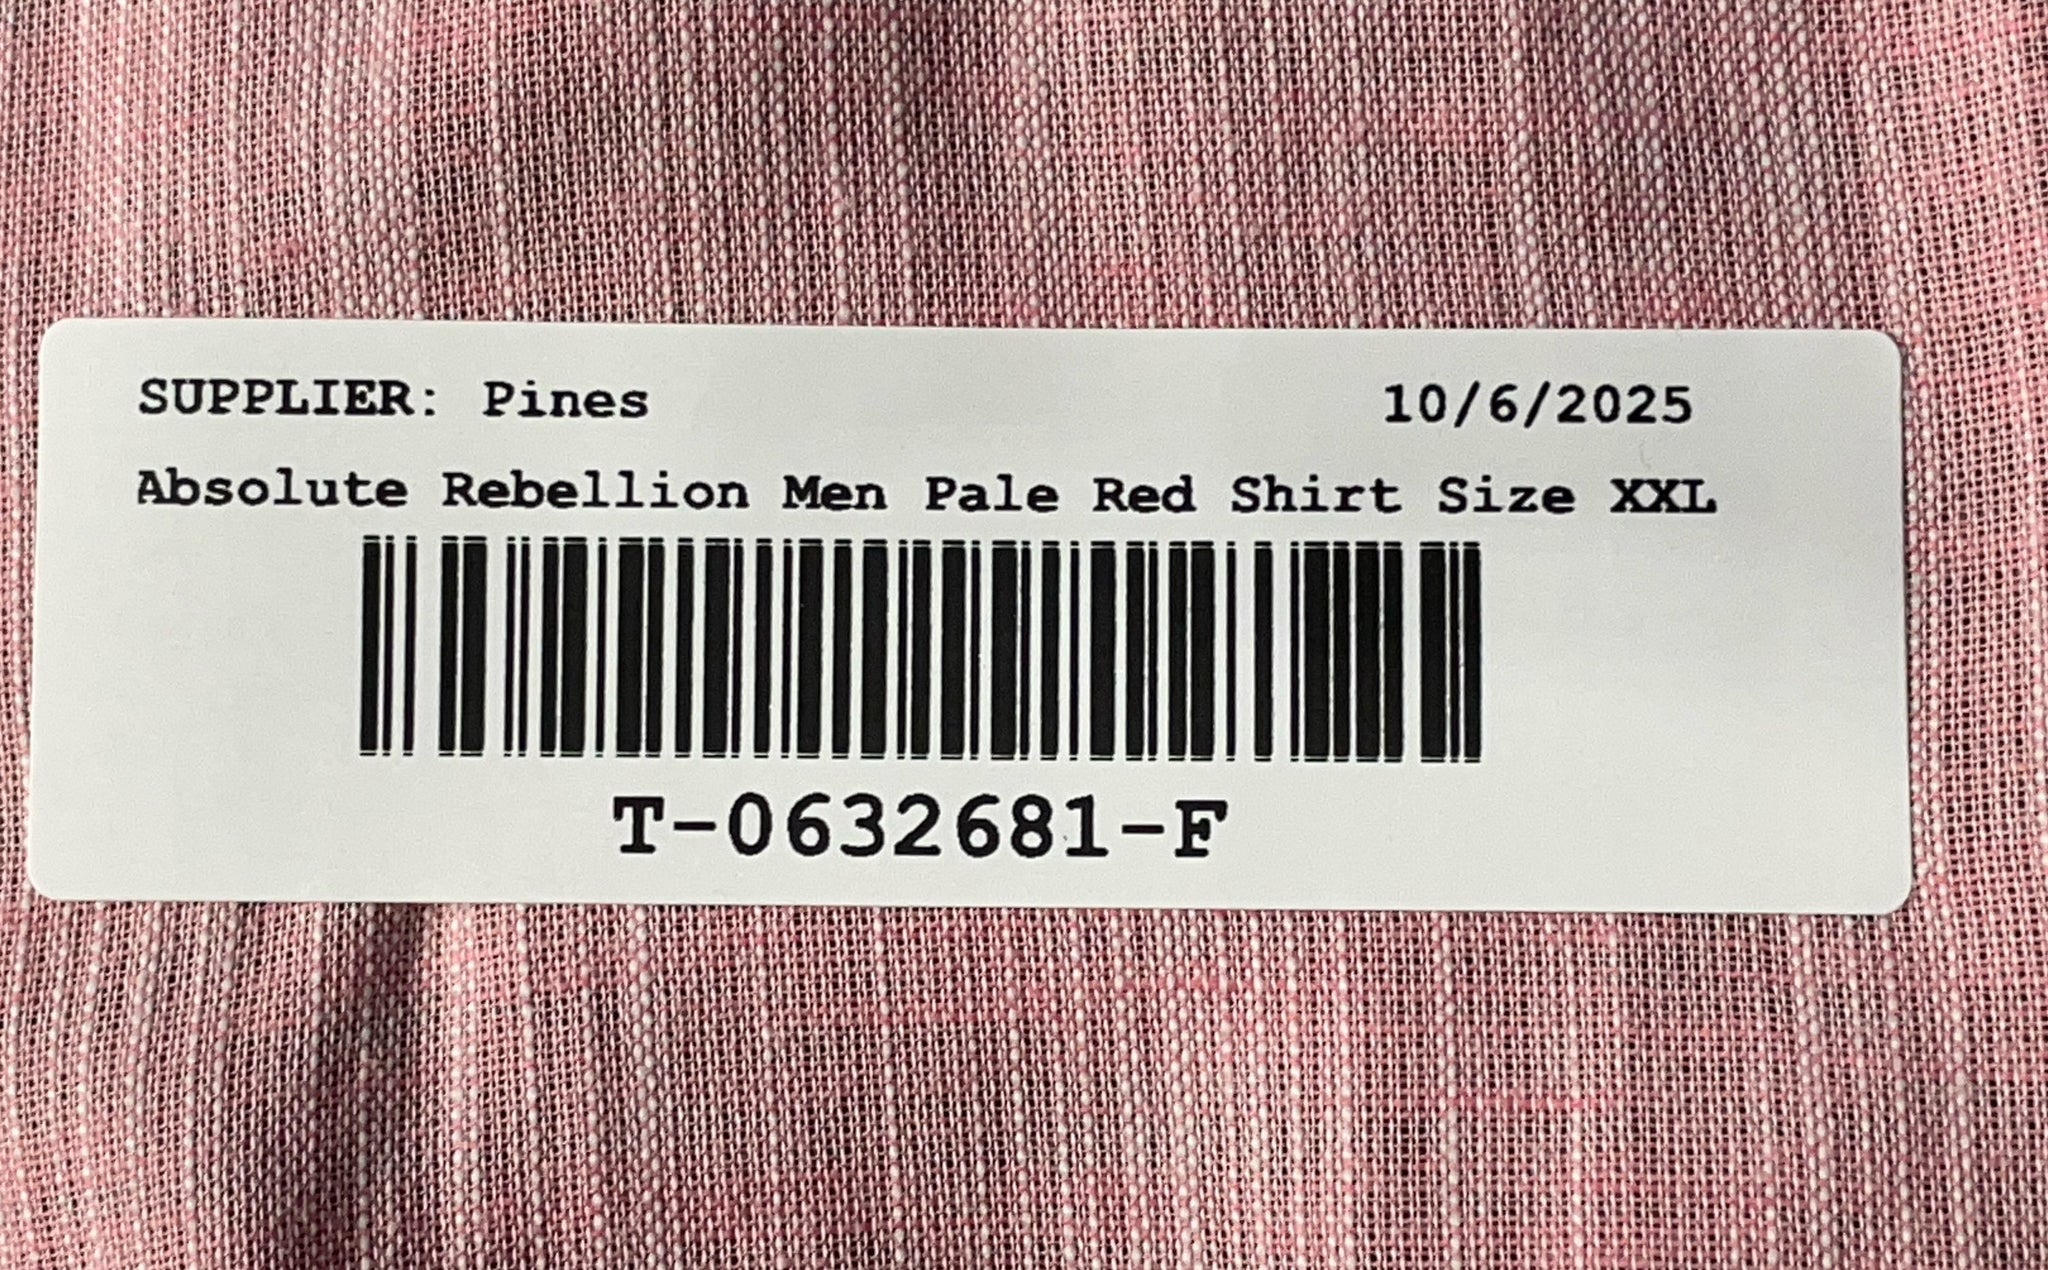 SUPPLIER: Pines 10/6/2025
Absolute Rebellion Men Pale Red Shirt Size XXL
T-0632681-F